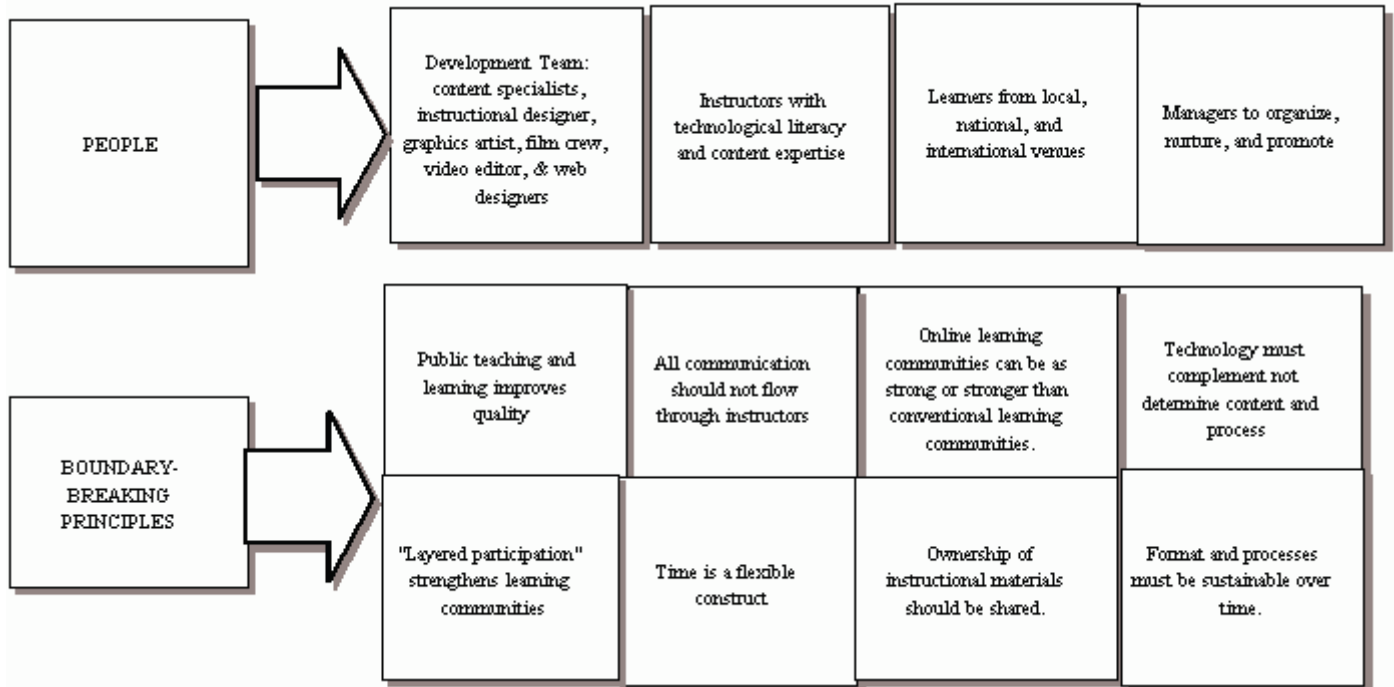 PEOPLE
Development Team:
content specialists,
instructional designer,
graphics artist, film crew,
video editor, & web
designers
Instructors with
technological literacy
and content expertise
Learners from local,
national, and
international venues
Managers to organize,
nurture, and promote
BOUNDARY-
BREAKING
PRINCIPLES
Public teaching and
learning improves
quality
All communication
should not flow
through instructors
Online learning
communities can be as
strong or stronger than
conventional learning
communities.
Technology must
complement not
determine content and
process
"Layered participation"
strengthens learning
communities
Time is a flexible
construct
Ownership of
instructional materials
should be shared.
Format and processes
must be sustainable over
time.